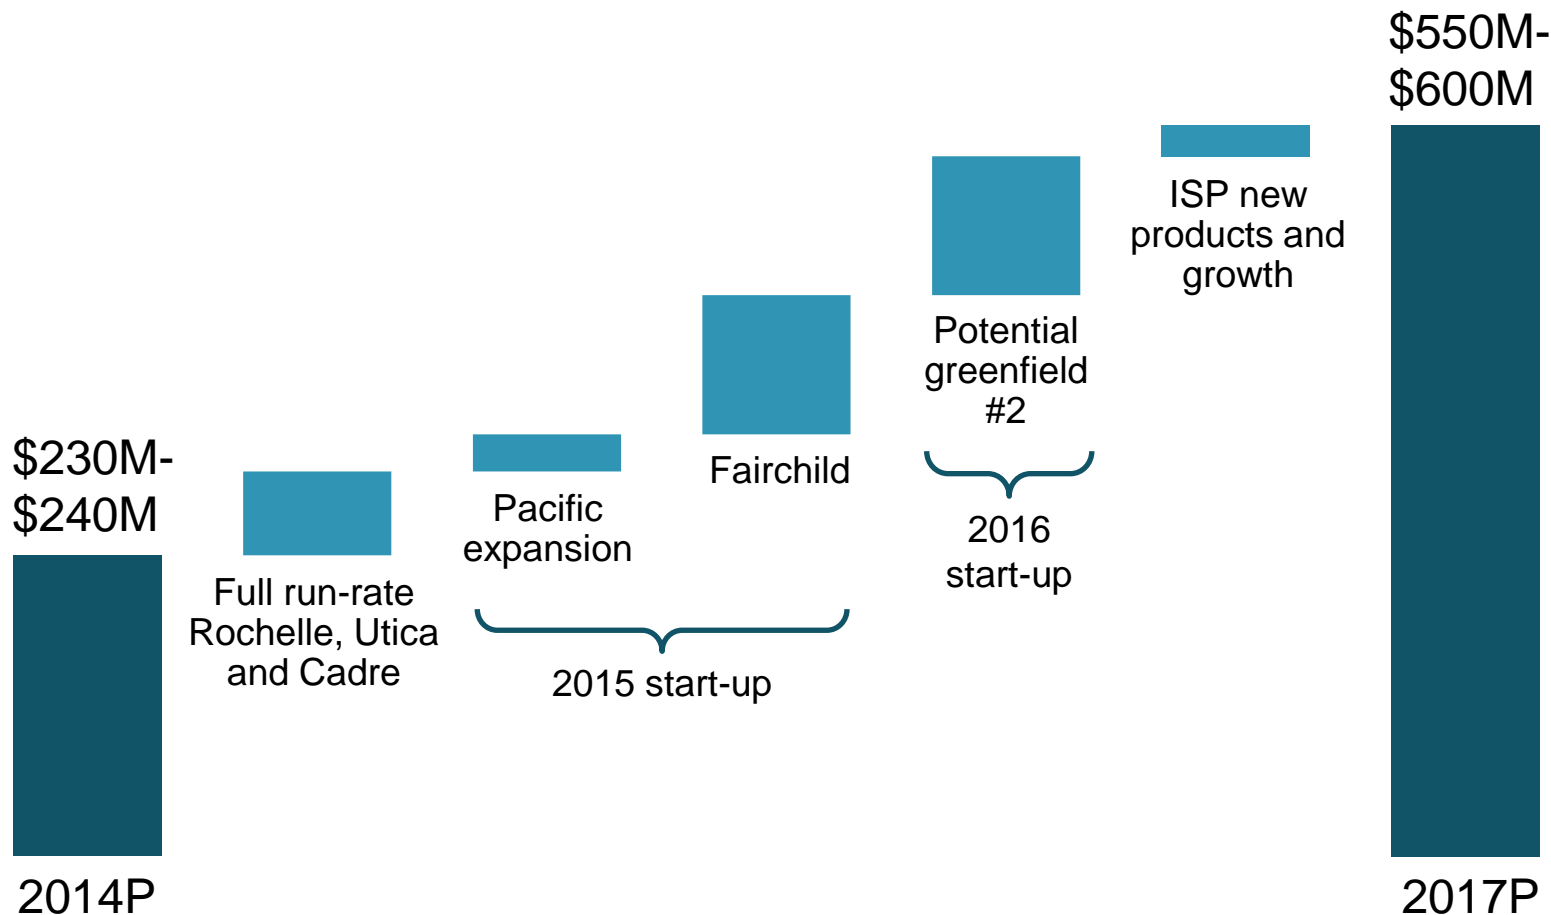 $550M-
$600M
ISP new
products and
growth
Potential
greenfield
#2
$230M-
$240M
Fairchild
Pacific
expansion
2016
start-up
Full run-rate
Rochelle, Utica
and Cadre
2015 start-up
2014P
2017P